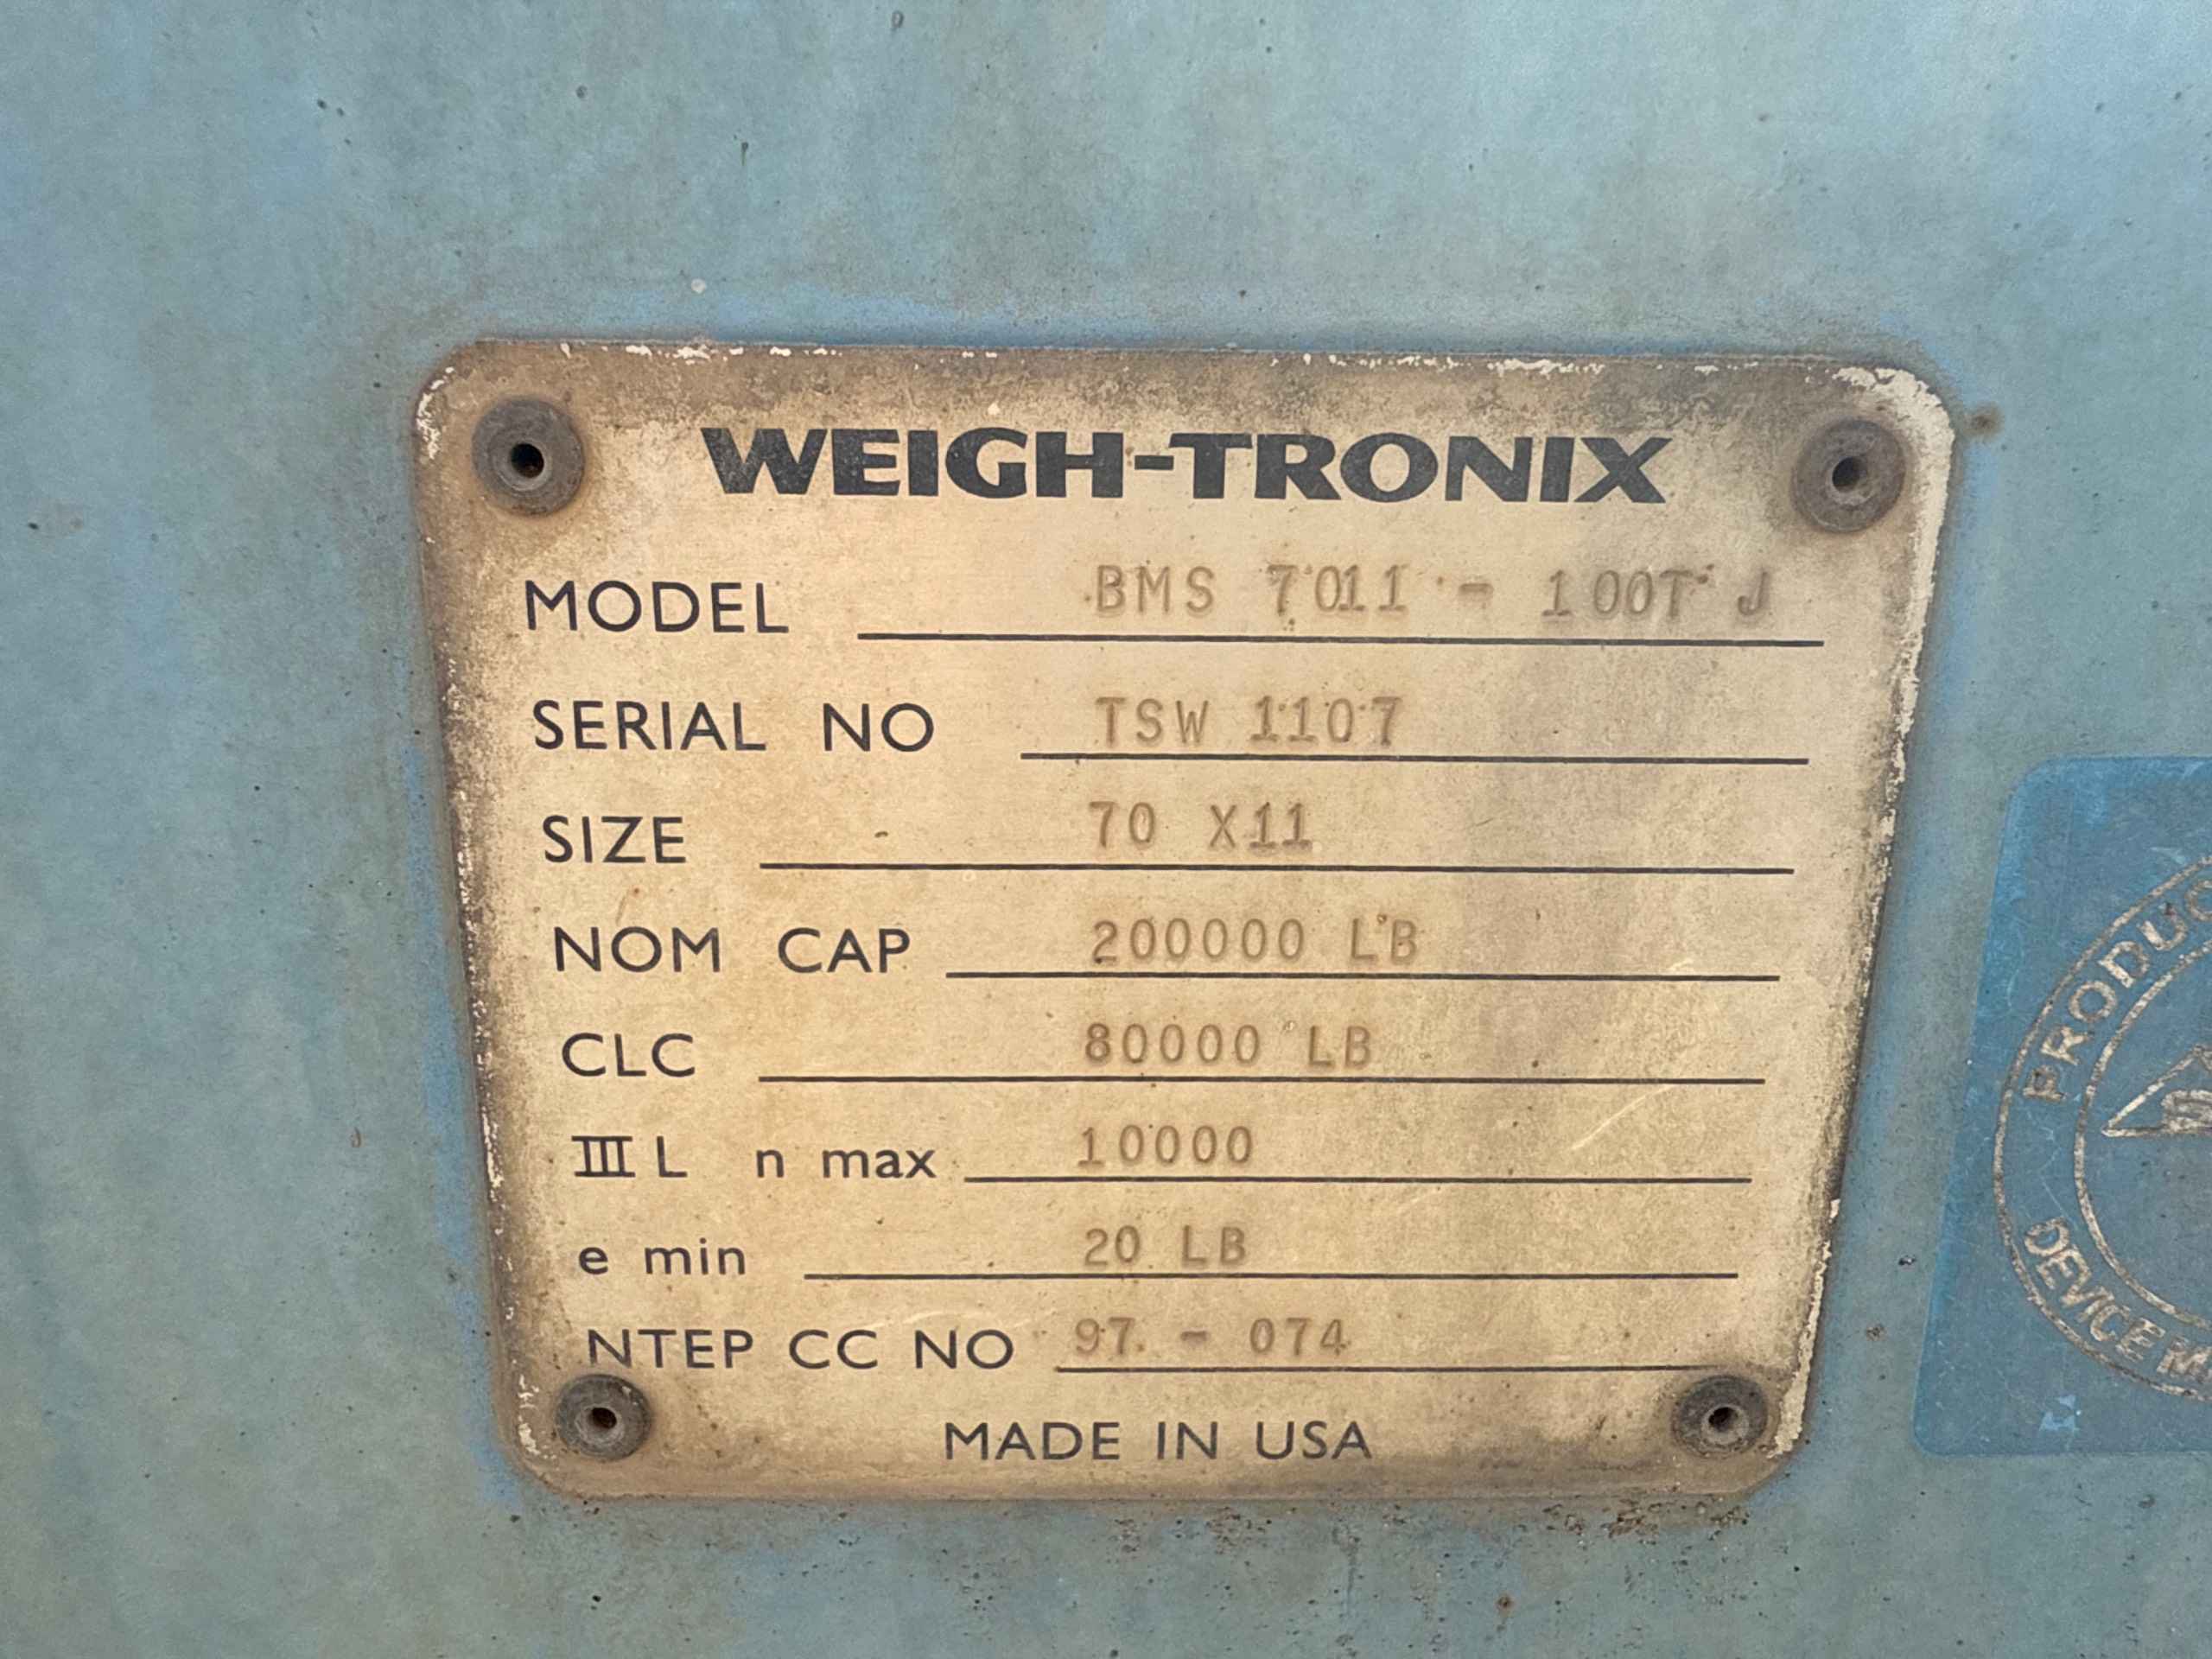 WEIGH-TRONIX
MODEL BMS 7011 - 100T J
SERIAL NO TSW 1107
SIZE 70 X11
NOM CAP 200000 LB
CLC 80000 LB
III L n max 10000
e min 20 LB
NTEP CC NO 97 - 074
MADE IN USA
DEVICE